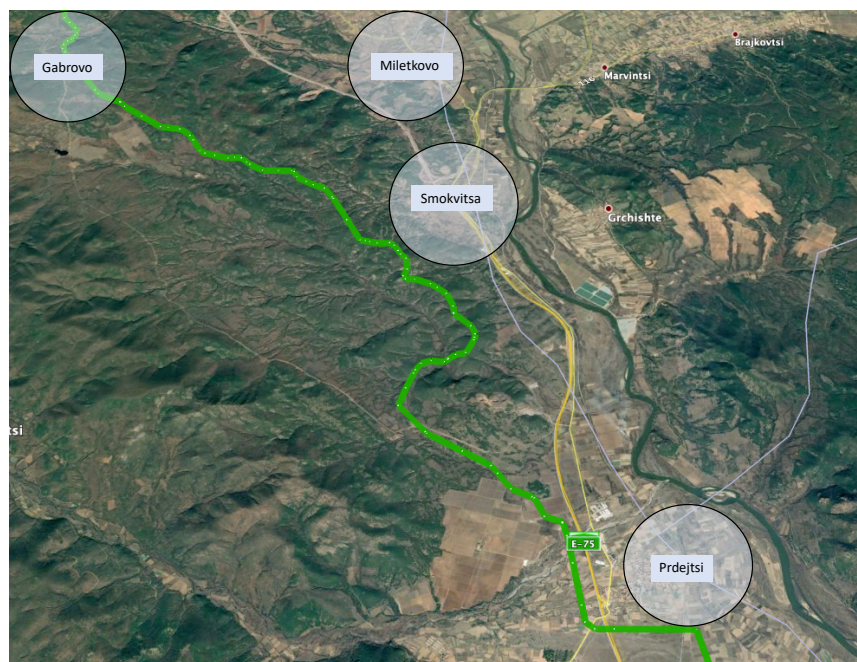 Brajkovtsi
Gabrovo
Miletkovo
Marvintsi
Smokvitsa
Grchishte
tsi
E-75
Prdejtsi